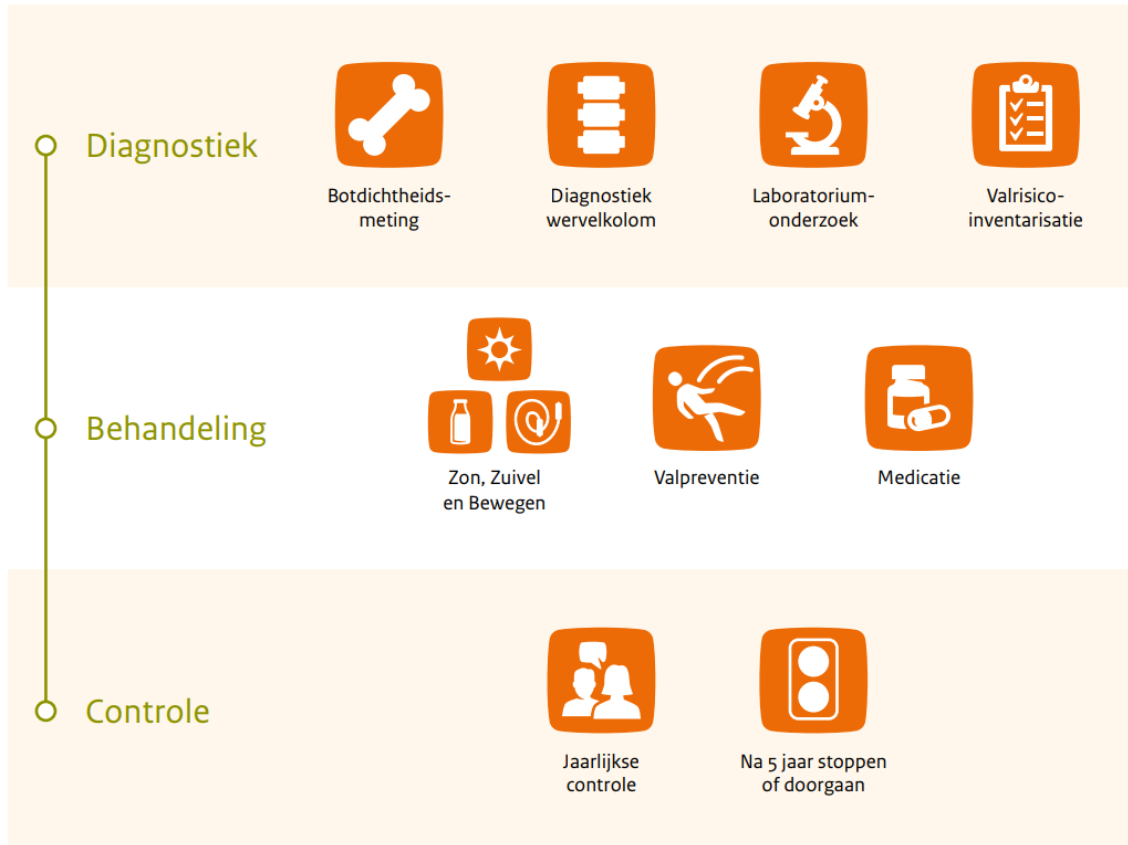 Diagnostiek
Botdichtheids-
meting
Diagnostiek
wervelkolom
Laboratorium-
onderzoek
Valrisico-
inventarisatie
Behandeling
Zon, Zuivel
en Bewegen
Valpreventie
Medicatie
Controle
Jaarlijkse
controle
Na 5 jaar stoppen
of doorgaan